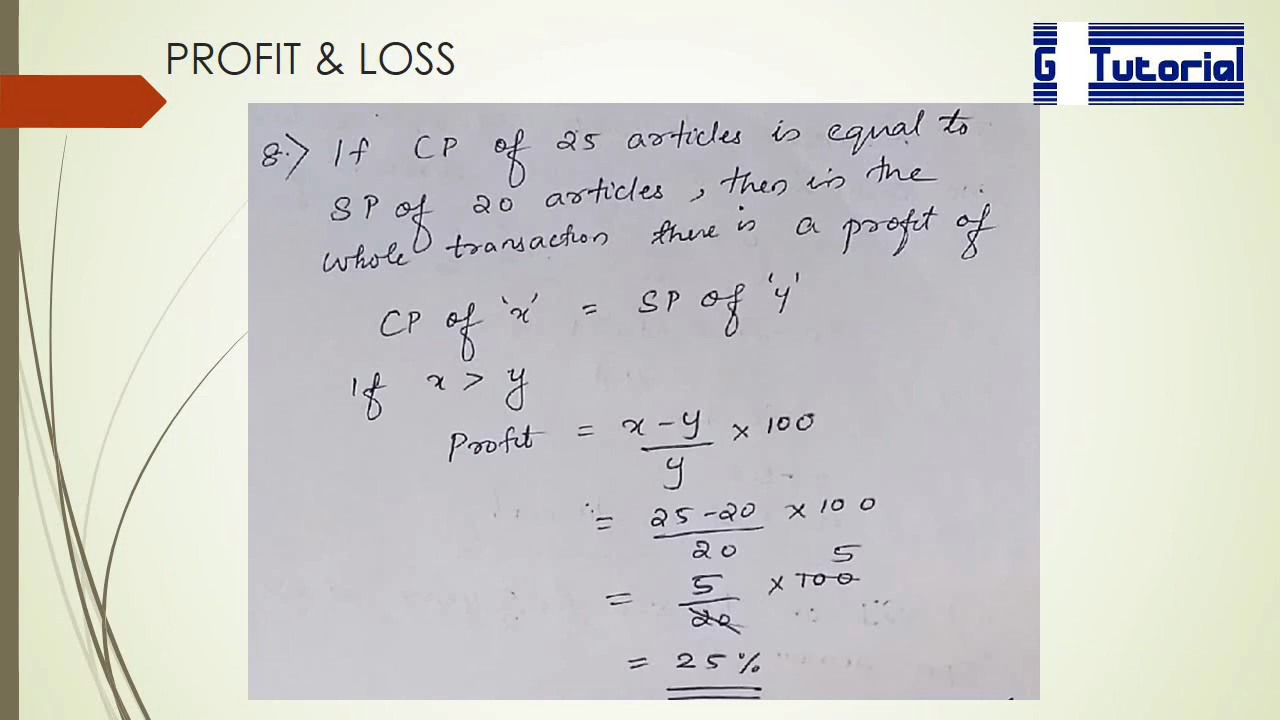 PROFIT & LOSS
G Tutorial
8.) If CP of 25 articles is equal to
SP of 20 articles, then in the
whole transaction there is a profit of
CP of 'x' = SP of 'y'
If x > y
Profit = x - y / y × 100
= 25 - 20 / 20 × 100
5
= 5 / 20 × 100
= 25%